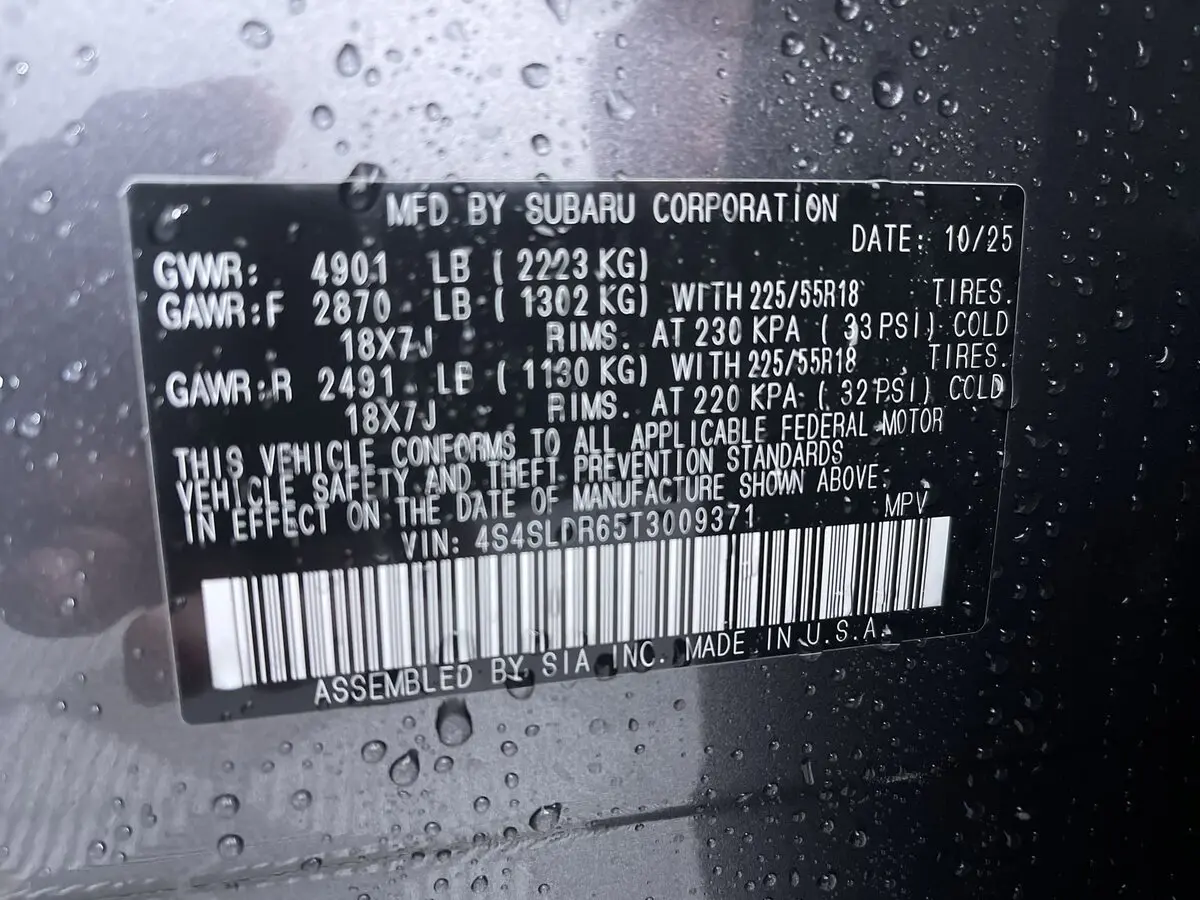 MFD BY SUBARU CORPORATION
DATE: 10/25
GVWR: 4901 LB ( 2223 KG)
GAWR:F 2870 LB ( 1302 KG) WITH 225/55R18 TIRES.
18X7J RIMS. AT 230 KPA ( 33 PSI) COLD
GAWR:R 2491 LB ( 1130 KG) WITH 225/55R18 TIRES.
18X7J RIMS. AT 220 KPA ( 32 PSI) COLD
THIS VEHICLE CONFORMS TO ALL APPLICABLE FEDERAL MOTOR
VEHICLE SAFETY AND THEFT PREVENTION STANDARDS
IN EFFECT ON THE DATE OF MANUFACTURE SHOWN ABOVE.
VIN: 4S4SLDR65T3009371 MPV
ASSEMBLED BY SIA INC. MADE IN U.S.A.